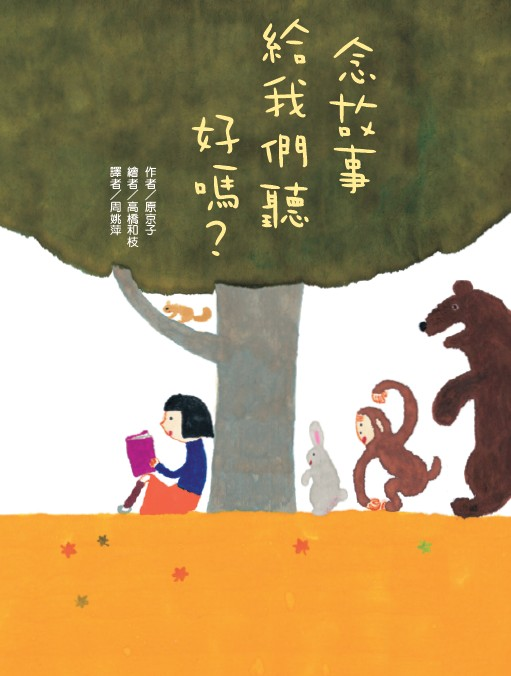 念故事
給我們聽
好嗎？
作者／原京子
繪者／高橋和枝
譯者／周姚萍